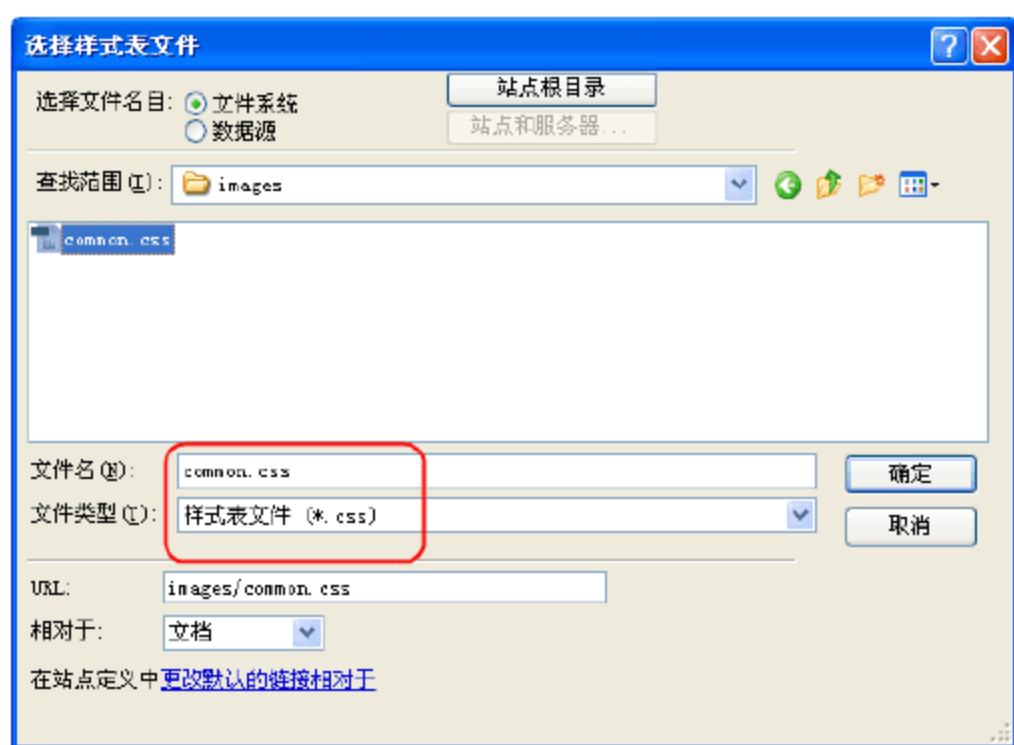 选择样式表文件
选择文件名目: 文件系统
数据源
站点根目录
站点和服务器...
查找范围(I): images
common.css
文件名(N): common.css
确定
文件类型(T): 样式表文件 (*.css)
取消
URL: images/common.css
相对于: 文档
在站点定义中更改默认的链接相对于